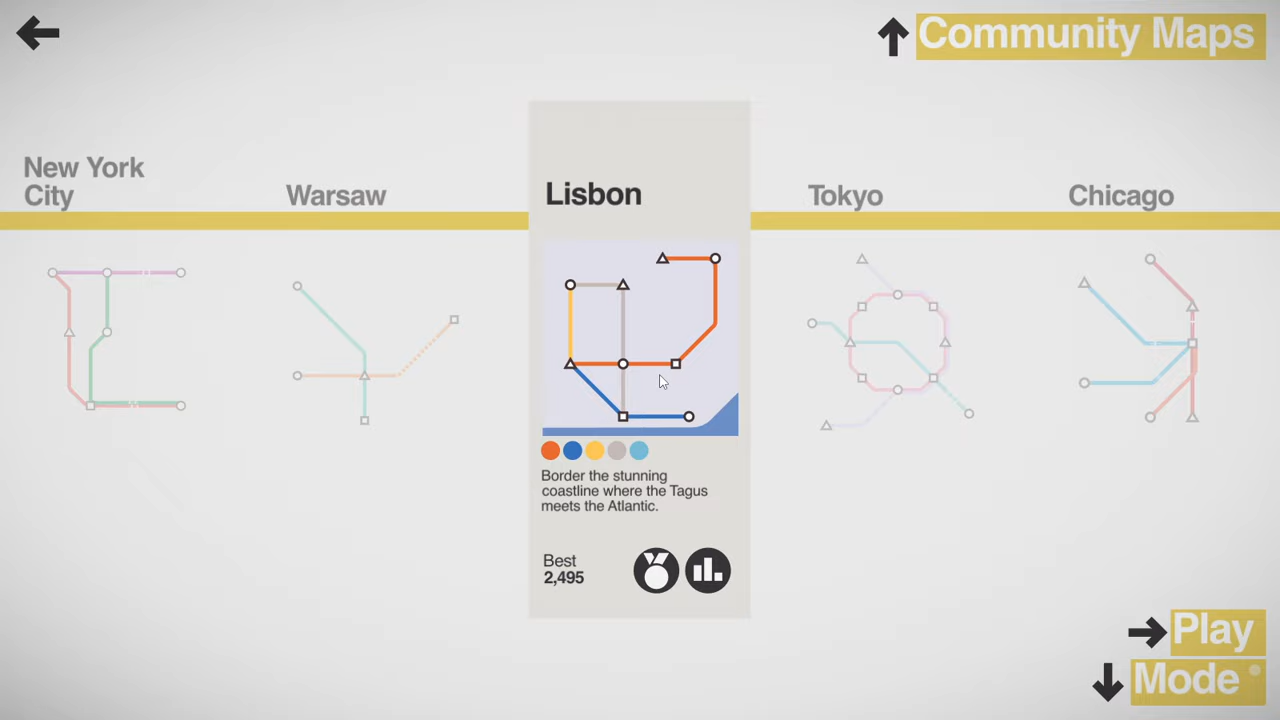 Community Maps
New York
City
Warsaw
Lisbon
Tokyo
Chicago
Border the stunning
coastline where the Tagus
meets the Atlantic.
Best
2,495
Play
Mode